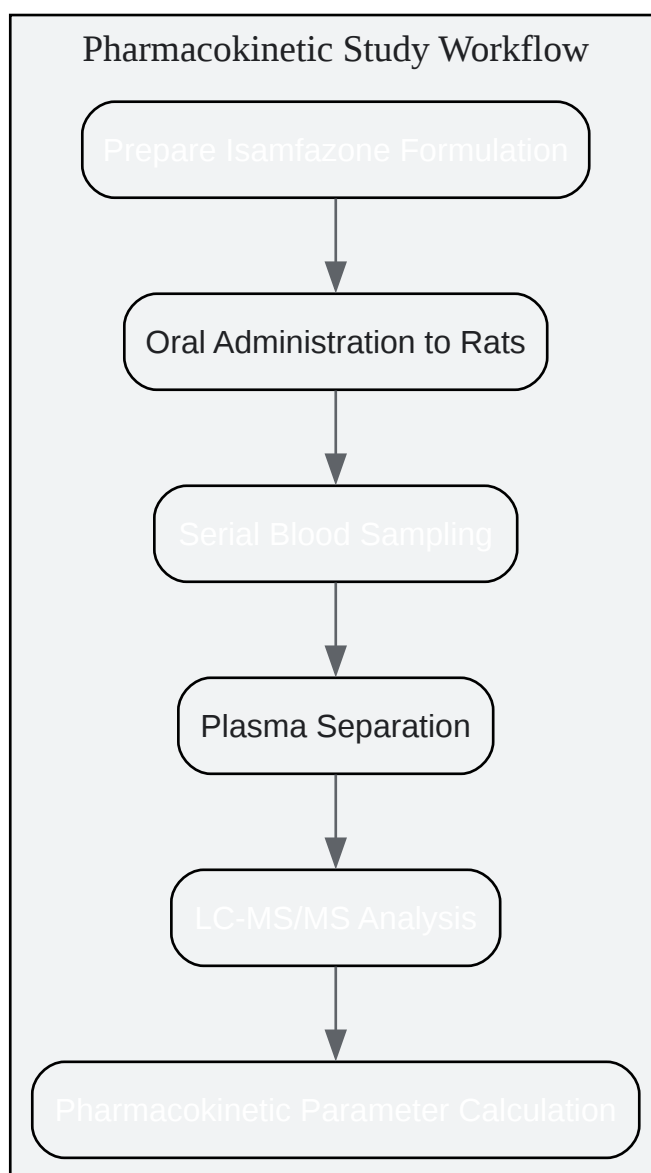 Pharmacokinetic Study Workflow
Prepare Isamfazone Formulation
Oral Administration to Rats
Serial Blood Sampling
Plasma Separation
LC-MS/MS Analysis
Pharmacokinetic Parameter Calculation